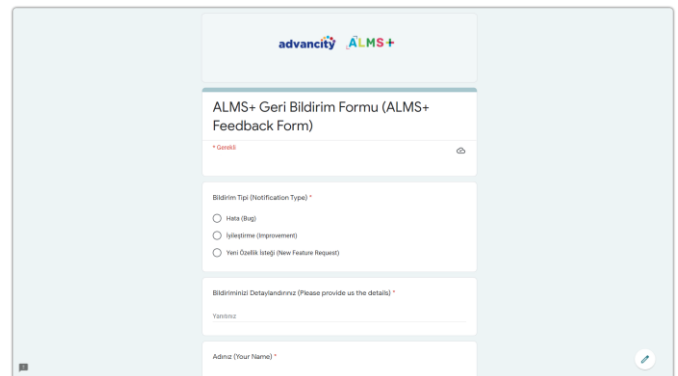 advancity ALMS+
ALMS+ Geri Bildirim Formu (ALMS+
Feedback Form)
* Gerekli
Bildirim Tipi (Notification Type) *
Hata (Bug)
İyileştirme (Improvement)
Yeni Özellik İsteği (New Feature Request)
Bildiriminizi Detaylandırınız (Please provide us the details) *
Yanıtınız
Adınız (Your Name) *